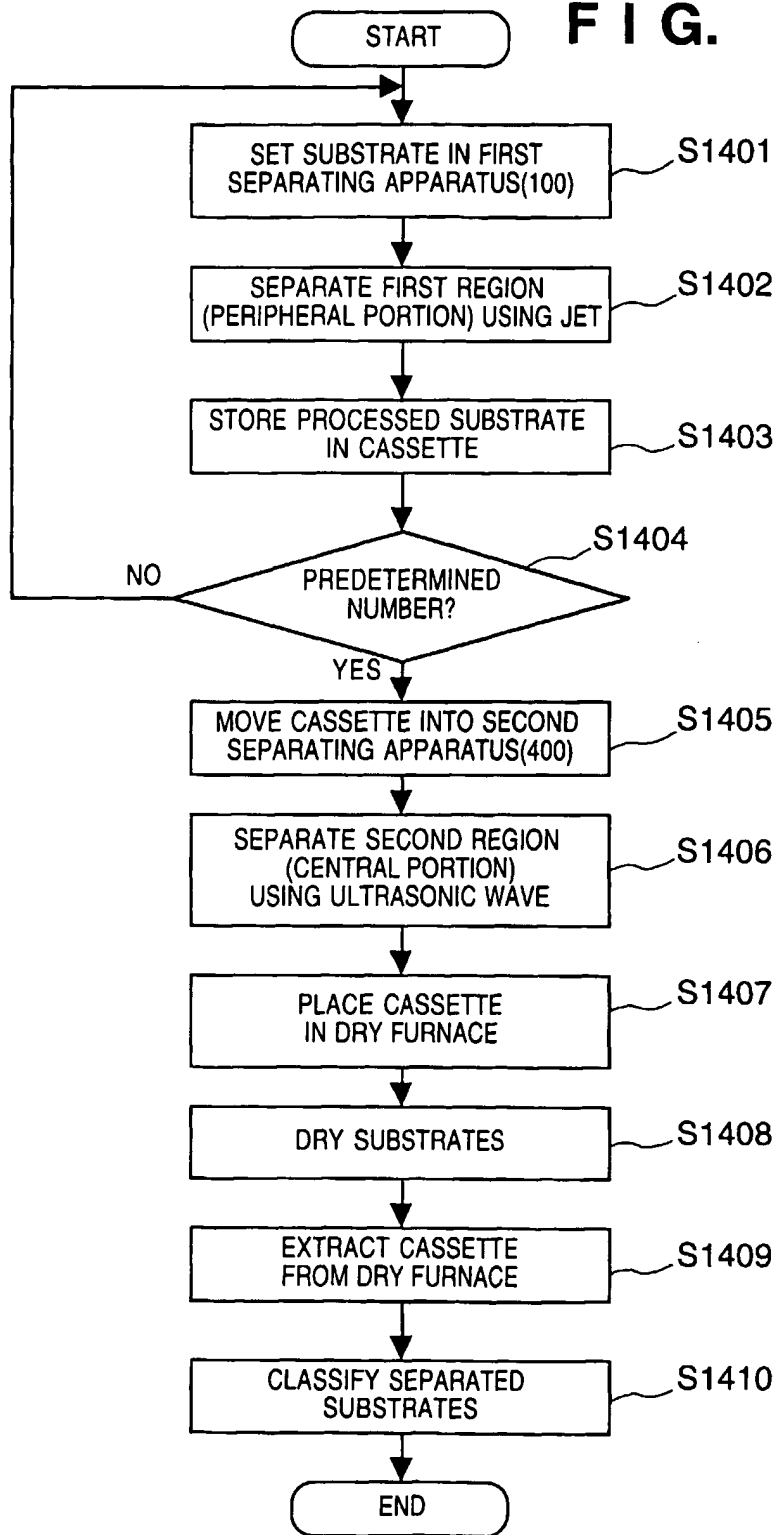 FIG.
START
SET SUBSTRATE IN FIRST
SEPARATING APPARATUS(100)
S1401
SEPARATE FIRST REGION
(PERIPHERAL PORTION) USING JET
S1402
STORE PROCESSED SUBSTRATE
IN CASSETTE
S1403
S1404
NO
PREDETERMINED
NUMBER?
YES
MOVE CASSETTE INTO SECOND
SEPARATING APPARATUS(400)
S1405
SEPARATE SECOND REGION
(CENTRAL PORTION)
USING ULTRASONIC WAVE
S1406
PLACE CASSETTE
IN DRY FURNACE
S1407
DRY SUBSTRATES
S1408
EXTRACT CASSETTE
FROM DRY FURNACE
S1409
CLASSIFY SEPARATED
SUBSTRATES
S1410
END